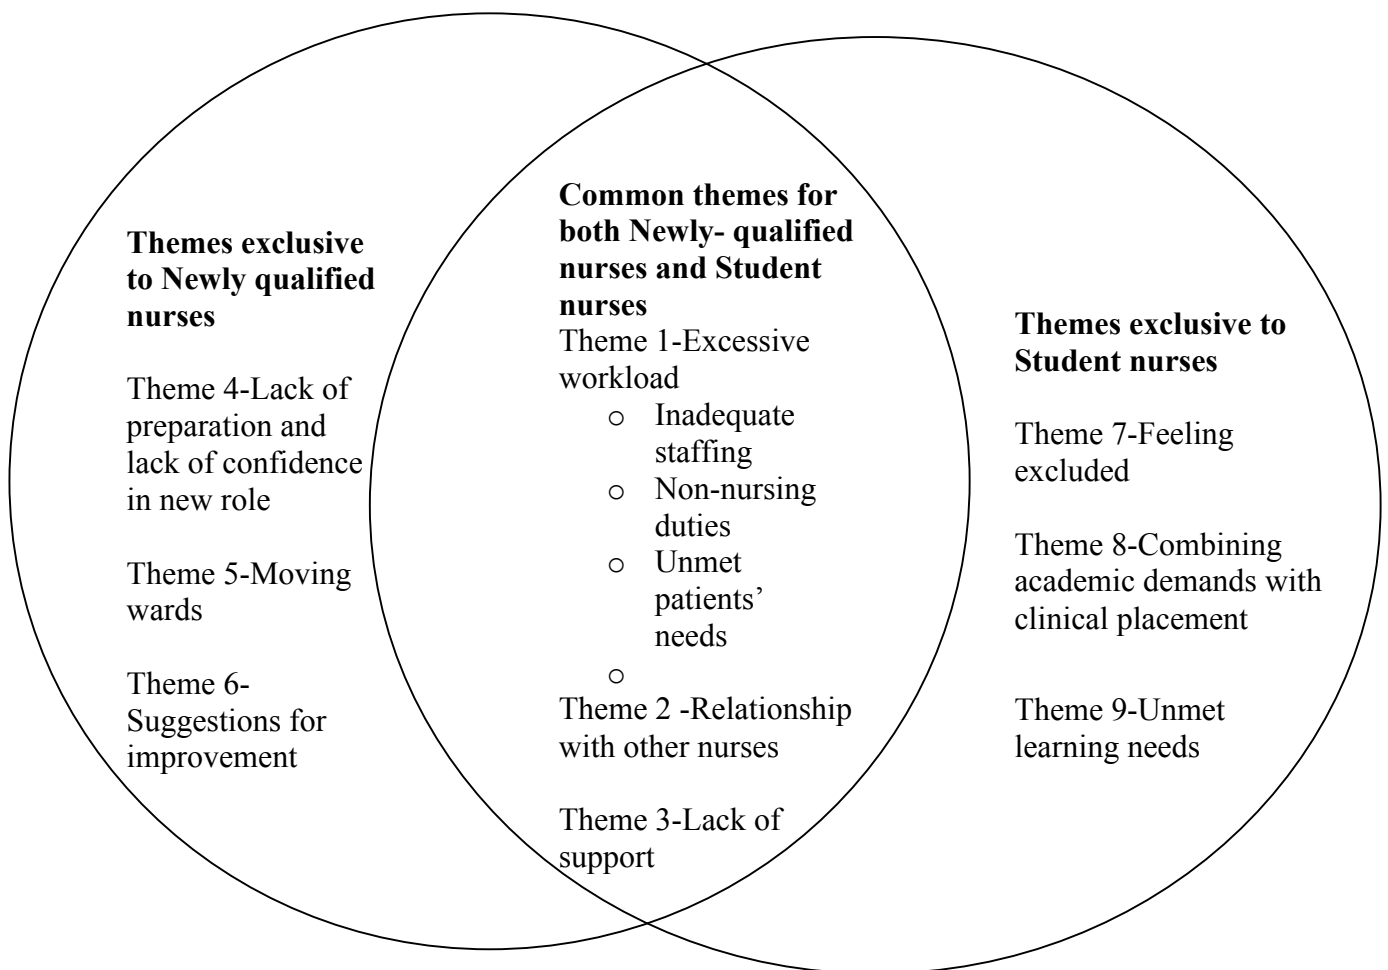 Themes exclusive
to Newly qualified
nurses
Theme 4-Lack of
preparation and
lack of confidence
in new role
Theme 5-Moving
wards
Theme 6-
Suggestions for
improvement
Common themes for
both Newly- qualified
nurses and Student
nurses
Theme 1-Excessive
workload
o Inadequate
staffing
o Non-nursing
duties
o Unmet
patients’
needs
o
Theme 2 -Relationship
with other nurses
Theme 3-Lack of
support
Themes exclusive to
Student nurses
Theme 7-Feeling
excluded
Theme 8-Combining
academic demands with
clinical placement
Theme 9-Unmet
learning needs